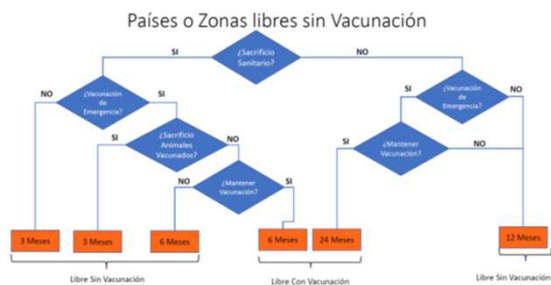 Países o Zonas libres sin Vacunación
¿Sacrificio
Sanitario?
SI
NO
¿Vacunación
de
Emergencia?
NO
SI
¿Vacunación
de
Emergencia?
SI
NO
¿Sacrificio
Animales
Vacunados?
SI
NO
¿Mantener
Vacunación?
SI
NO
¿Mantener
Vacunación?
NO
SI
3 Meses
3 Meses
6 Meses
6 Meses
24 Meses
12 Meses
Libre Sin Vacunación
Libre Con Vacunación
Libre Sin Vacunación